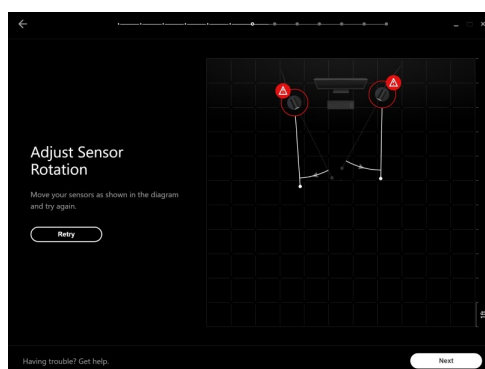 Adjust Sensor
Rotation
Move your sensors as shown in the diagram
and try again.
Retry
1ft
Having trouble? Get help.
Next